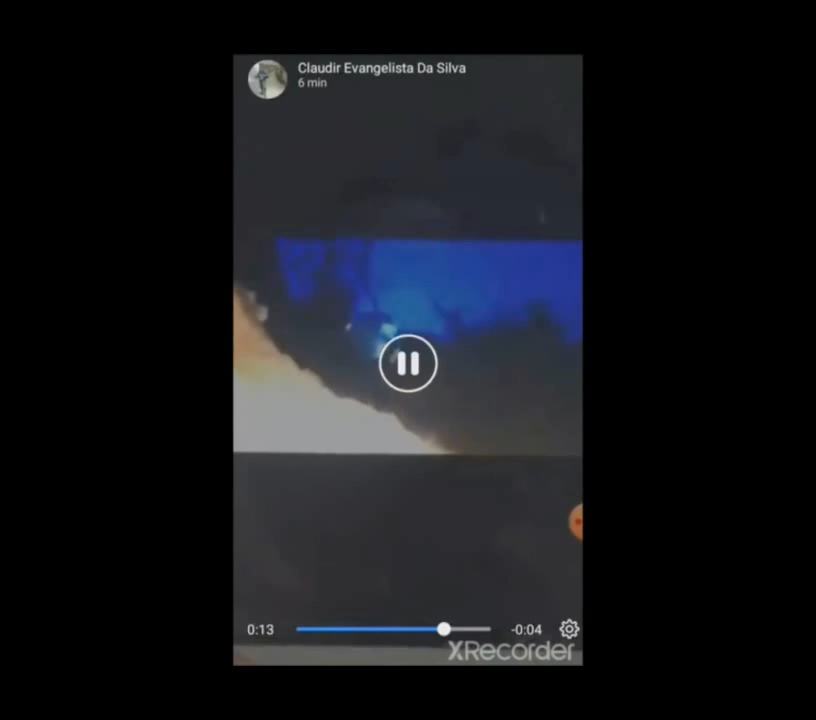 Claudir Evangelista Da Silva
6 min
0:13
-0:04
XRecorder